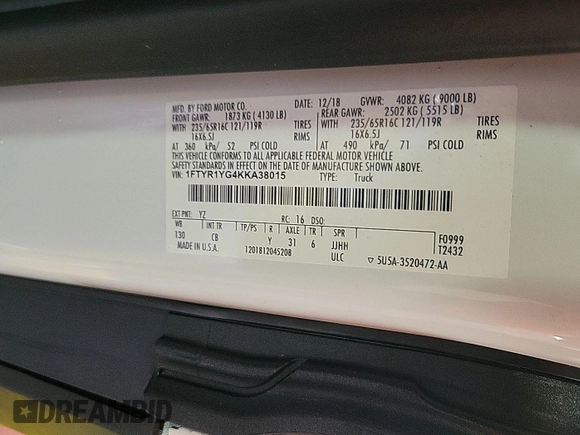 MFD. BY FORD MOTOR CO.
DATE: 12/18 GVWR: 4082 KG ( 9000 LB)
FRONT GAWR: 1873 KG ( 4130 LB) REAR GAWR: 2502 KG ( 5515 LB)
WITH 235/65R16C 121/119R TIRES WITH 235/65R16C 121/119R TIRES
16X6.5J RIMS 16X6.5J RIMS
AT 360 kPa/ 52 PSI COLD AT 490 kPa/ 71 PSI COLD
THIS VEHICLE CONFORMS TO ALL APPLICABLE FEDERAL MOTOR VEHICLE
SAFETY STANDARDS IN EFFECT ON THE DATE OF MANUFACTURE SHOWN ABOVE.
VIN: 1FTYR1YG4KKA38015 TYPE: Truck
EXT PNT: YZ RC: 16 DSO:
WB INT TR TP/PS R AXLE TR SPR F0999
130 CB Y 31 6 JJHH T2432
MADE IN U.S.A. 1201812045208 ULC 5USA-3520472-AA
DREAMBID